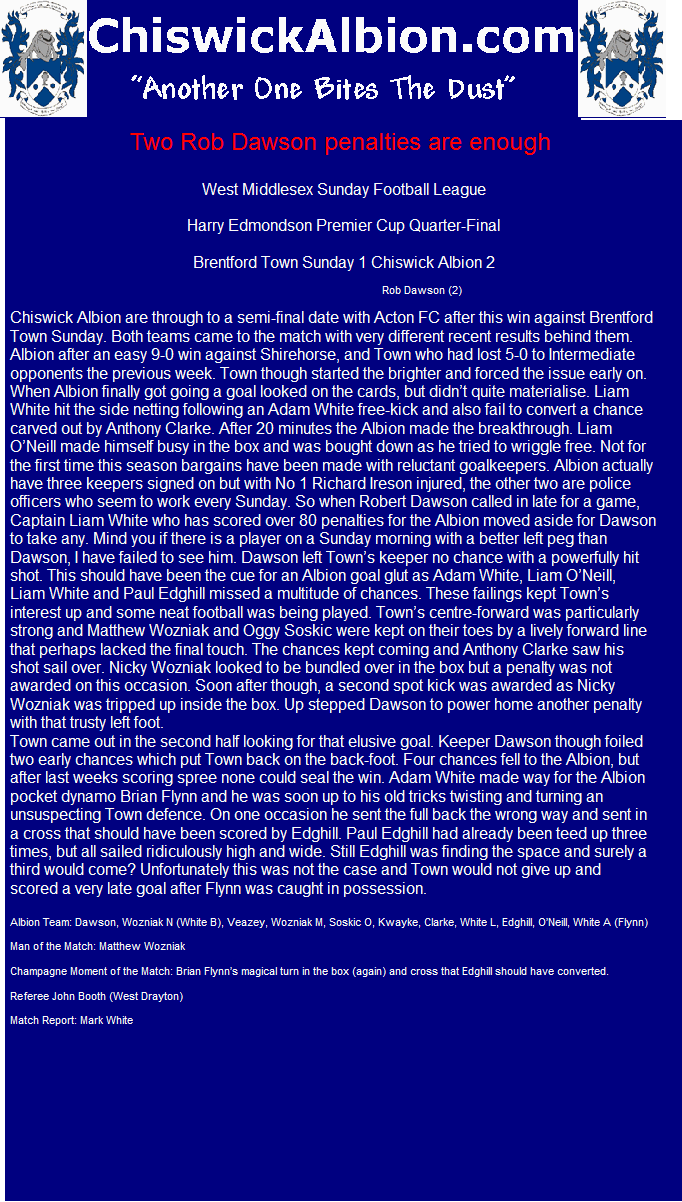 ChiswickAlbion.com
“Another One Bites The Dust”
Two Rob Dawson penalties are enough
West Middlesex Sunday Football League
Harry Edmondson Premier Cup Quarter-Final
Brentford Town Sunday 1 Chiswick Albion 2
Rob Dawson (2)
Chiswick Albion are through to a semi-final date with Acton FC after this win against Brentford
Town Sunday. Both teams came to the match with very different recent results behind them.
Albion after an easy 9-0 win against Shirehorse, and Town who had lost 5-0 to Intermediate
opponents the previous week. Town though started the brighter and forced the issue early on.
When Albion finally got going a goal looked on the cards, but didn’t quite materialise. Liam
White hit the side netting following an Adam White free-kick and also fail to convert a chance
carved out by Anthony Clarke. After 20 minutes the Albion made the breakthrough. Liam
O’Neill made himself busy in the box and was bought down as he tried to wriggle free. Not for
the first time this season bargains have been made with reluctant goalkeepers. Albion actually
have three keepers signed on but with No 1 Richard Ireson injured, the other two are police
officers who seem to work every Sunday. So when Robert Dawson called in late for a game,
Captain Liam White who has scored over 80 penalties for the Albion moved aside for Dawson
to take any. Mind you if there is a player on a Sunday morning with a better left peg than
Dawson, I have failed to see him. Dawson left Town’s keeper no chance with a powerfully hit
shot. This should have been the cue for an Albion goal glut as Adam White, Liam O’Neill,
Liam White and Paul Edghill missed a multitude of chances. These failings kept Town’s
interest up and some neat football was being played. Town’s centre-forward was particularly
strong and Matthew Wozniak and Oggy Soskic were kept on their toes by a lively forward line
that perhaps lacked the final touch. The chances kept coming and Anthony Clarke saw his
shot sail over. Nicky Wozniak looked to be bundled over in the box but a penalty was not
awarded on this occasion. Soon after though, a second spot kick was awarded as Nicky
Wozniak was tripped up inside the box. Up stepped Dawson to power home another penalty
with that trusty left foot.
Town came out in the second half looking for that elusive goal. Keeper Dawson though foiled
two early chances which put Town back on the back-foot. Four chances fell to the Albion, but
after last weeks scoring spree none could seal the win. Adam White made way for the Albion
pocket dynamo Brian Flynn and he was soon up to his old tricks twisting and turning an
unsuspecting Town defence. On one occasion he sent the full back the wrong way and sent in
a cross that should have been scored by Edghill. Paul Edghill had already been teed up three
times, but all sailed ridiculously high and wide. Still Edghill was finding the space and surely a
third would come? Unfortunately this was not the case and Town would not give up and
scored a very late goal after Flynn was caught in possession.
Albion Team: Dawson, Wozniak N (White B), Veazey, Wozniak M, Soskic O, Kwayke, Clarke, White L, Edghill, O'Neill, White A (Flynn)
Man of the Match: Matthew Wozniak
Champagne Moment of the Match: Brian Flynn's magical turn in the box (again) and cross that Edghill should have converted.
Referee John Booth (West Drayton)
Match Report: Mark White